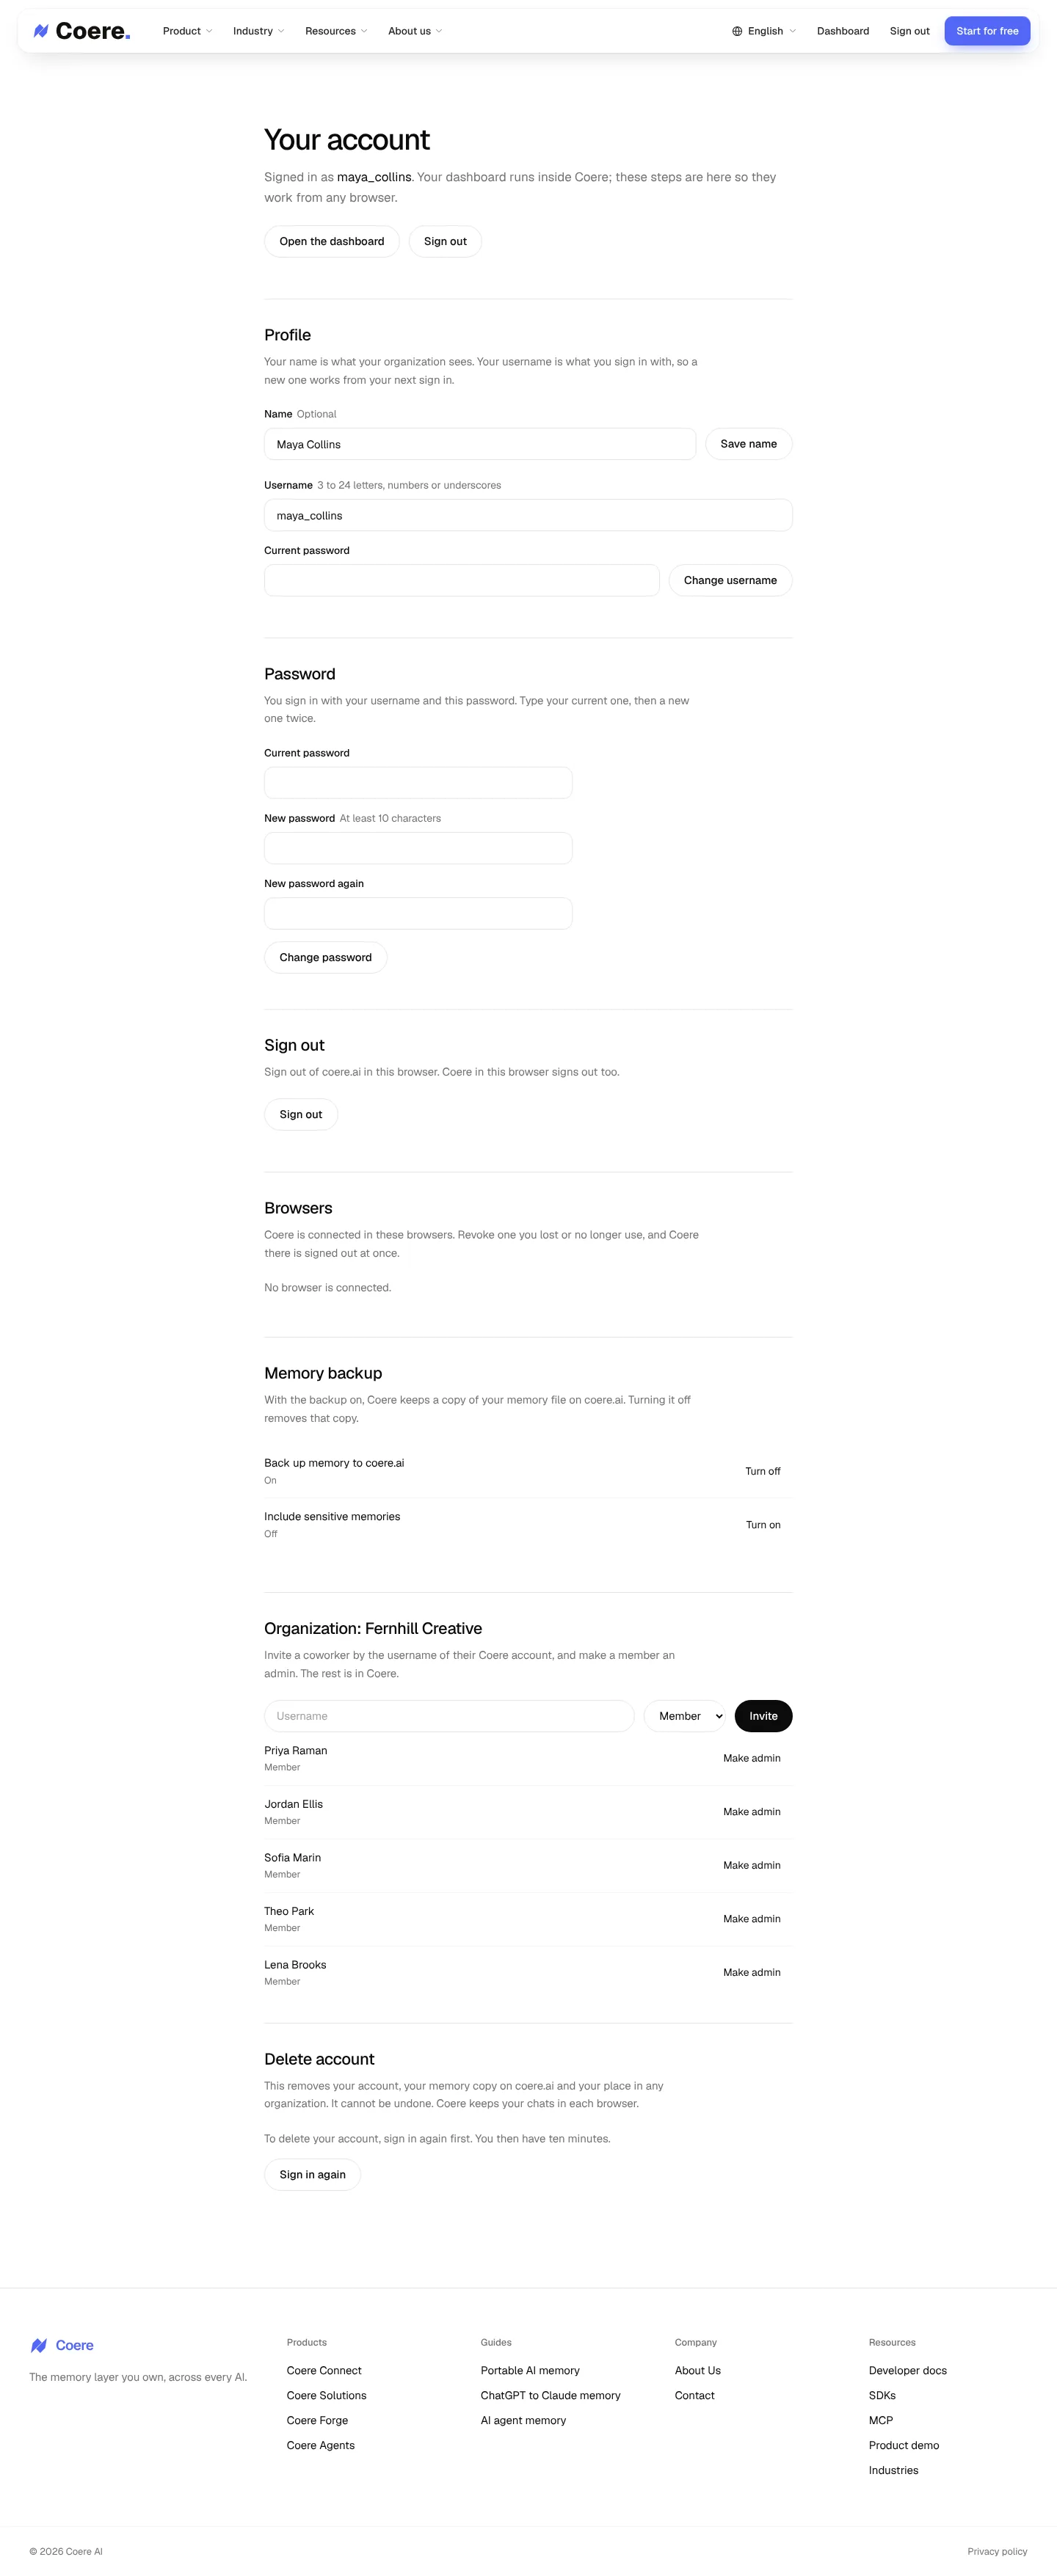 Coere.
Product
Industry
Resources
About us
English
Dashboard
Sign out
Start for free
Your account
Signed in as maya_collins. Your dashboard runs inside Coere; these steps are here so they
work from any browser.
Open the dashboard
Sign out
Profile
Your name is what your organization sees. Your username is what you sign in with, so a
new one works from your next sign in.
Name Optional
Maya Collins
Save name
Username 3 to 24 letters, numbers or underscores
maya_collins
Current password
Change username
Password
You sign in with your username and this password. Type your current one, then a new
one twice.
Current password
New password At least 10 characters
New password again
Change password
Sign out
Sign out of coere.ai in this browser. Coere in this browser signs out too.
Sign out
Browsers
Coere is connected in these browsers. Revoke one you lost or no longer use, and Coere
there is signed out at once.
No browser is connected.
Memory backup
With the backup on, Coere keeps a copy of your memory file on coere.ai. Turning it off
removes that copy.
Back up memory to coere.ai
On
Turn off
Include sensitive memories
Off
Turn on
Organization: Fernhill Creative
Invite a coworker by the username of their Coere account, and make a member an
admin. The rest is in Coere.
Username
Member
Invite
Priya Raman
Member
Make admin
Jordan Ellis
Member
Make admin
Sofia Marin
Member
Make admin
Theo Park
Member
Make admin
Lena Brooks
Member
Make admin
Delete account
This removes your account, your memory copy on coere.ai and your place in any
organization. It cannot be undone. Coere keeps your chats in each browser.
To delete your account, sign in again first. You then have ten minutes.
Sign in again
Coere
The memory layer you own, across every AI.
Products
Coere Connect
Coere Solutions
Coere Forge
Coere Agents
Guides
Portable AI memory
ChatGPT to Claude memory
AI agent memory
Company
About Us
Contact
Resources
Developer docs
SDKs
MCP
Product demo
Industries
© 2026 Coere AI
Privacy policy